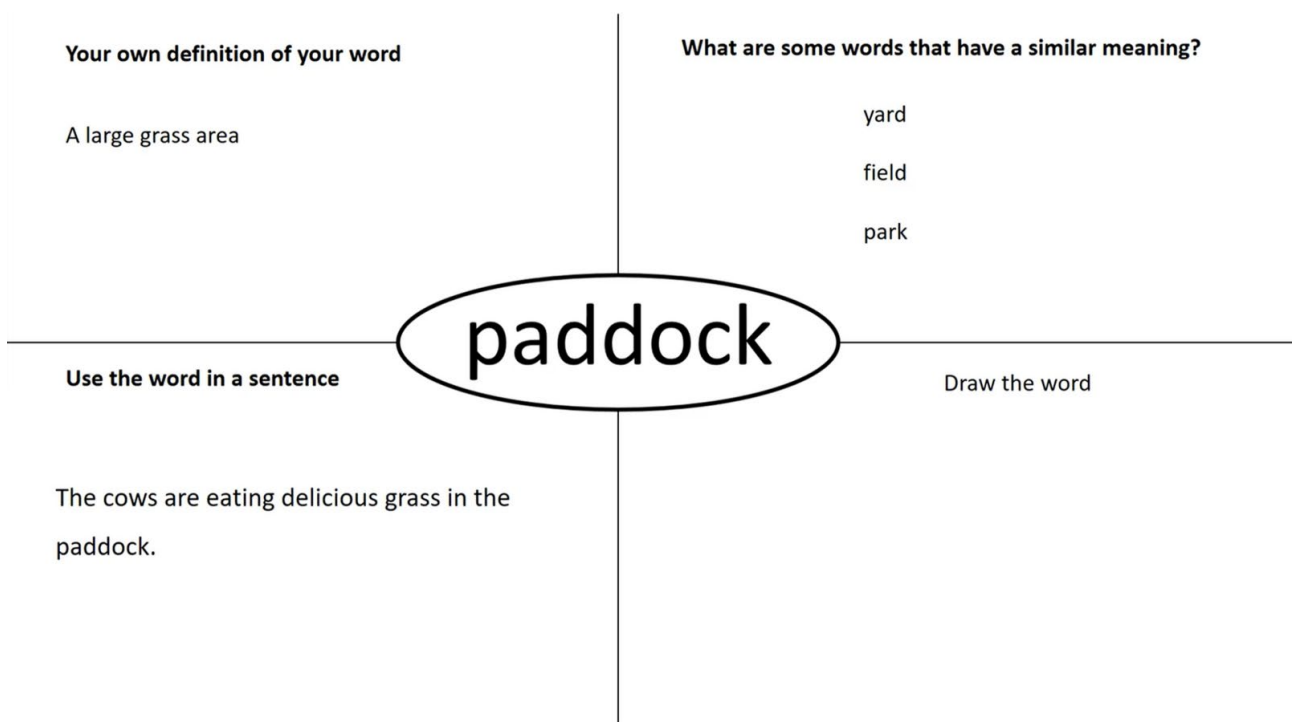 Your own definition of your word
A large grass area
What are some words that have a similar meaning?
yard
field
park
paddock
Use the word in a sentence
The cows are eating delicious grass in the
paddock.
Draw the word